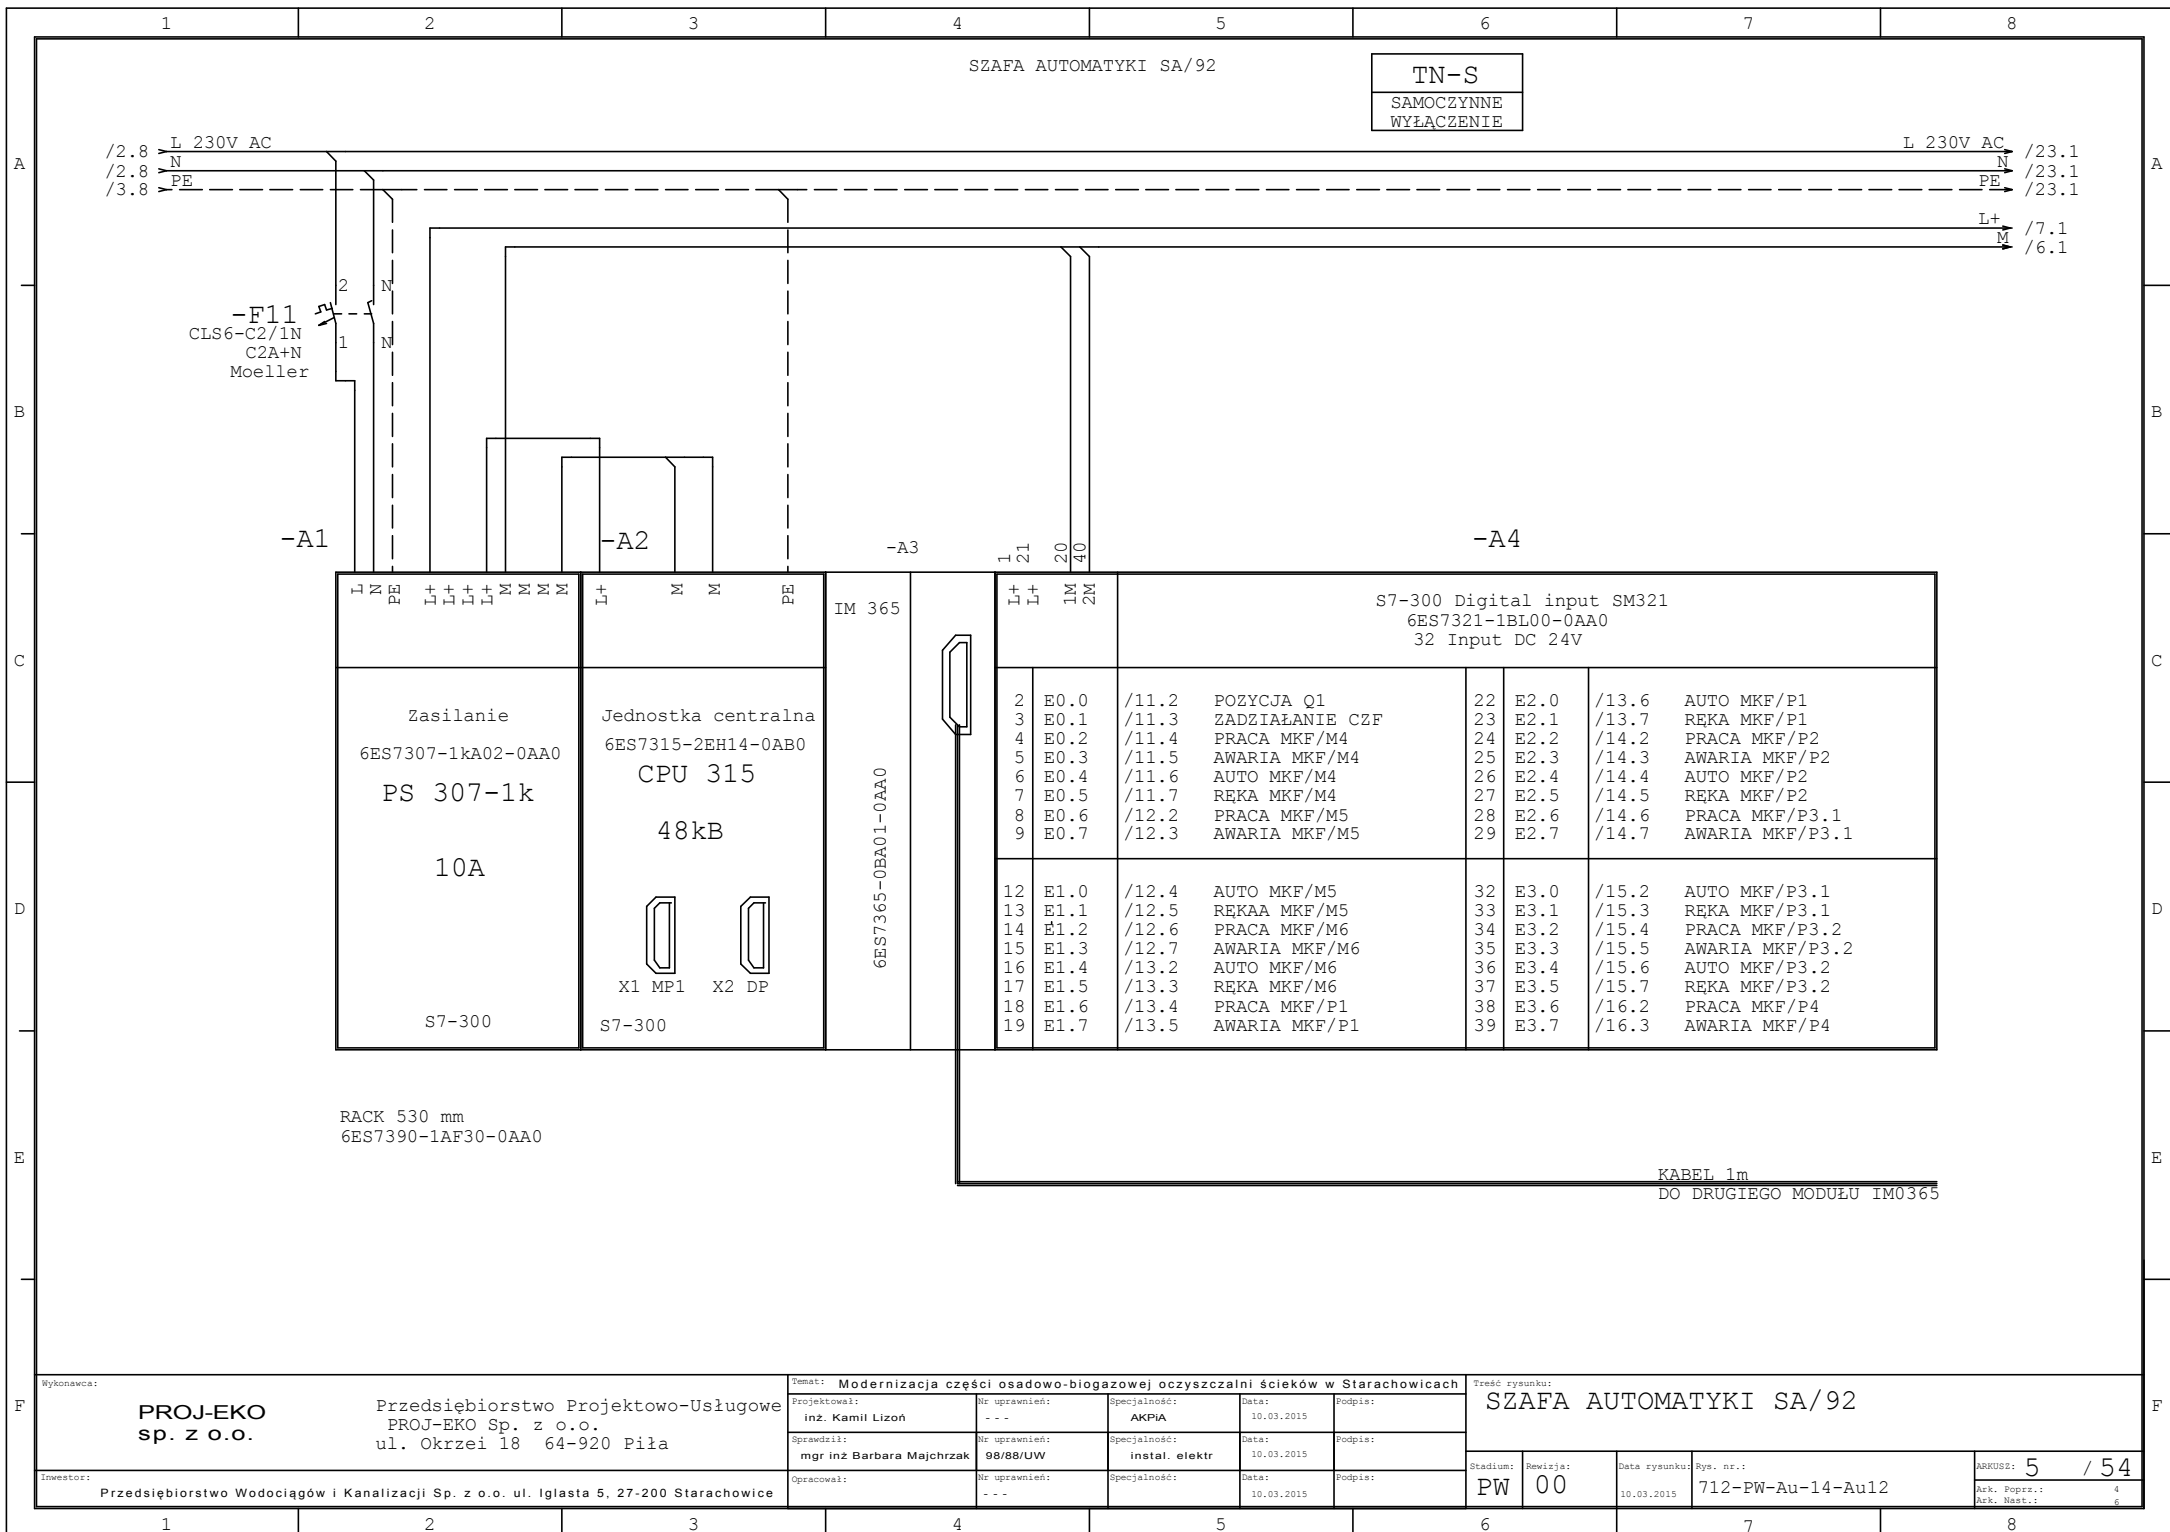 1 2 3 4 5 6 7 8
SZAFA AUTOMATYKI SA/92
TN-S
SAMOCZYNNE
WYŁĄCZENIE
A
A
/2.8 L 230V AC
/2.8 N
/3.8 PE
L 230V AC /23.1
N /23.1
PE /23.1
L+ /7.1
M /6.1
2 N
-F11
CLS6-C2/1N
C2A+N
Moeller
1 N
B
B
-A1
-A2
-A3
1
21
20
40
-A4
L
N
PE
L+
L+
L+
L+
M
M
M
M
L+
M
M
PE
IM 365
L+
L+
1M
2M
S7-300 Digital input SM321
6ES7321-1BL00-0AA0
32 Input DC 24V
C
C
Zasilanie
6ES7307-1kA02-0AA0
PS 307-1k
10A
S7-300
Jednostka centralna
6ES7315-2EH14-0AB0
CPU 315
48kB
X1 MP1 X2 DP
S7-300
6ES7365-0BA01-0AA0
2 E0.0 /11.2 POZYCJA Q1
3 E0.1 /11.3 ZADZIAŁANIE CZF
4 E0.2 /11.4 PRACA MKF/M4
5 E0.3 /11.5 AWARIA MKF/M4
6 E0.4 /11.6 AUTO MKF/M4
7 E0.5 /11.7 RĘKA MKF/M4
8 E0.6 /12.2 PRACA MKF/M5
9 E0.7 /12.3 AWARIA MKF/M5
22 E2.0 /13.6 AUTO MKF/P1
23 E2.1 /13.7 RĘKA MKF/P1
24 E2.2 /14.2 PRACA MKF/P2
25 E2.3 /14.3 AWARIA MKF/P2
26 E2.4 /14.4 AUTO MKF/P2
27 E2.5 /14.5 RĘKA MKF/P2
28 E2.6 /14.6 PRACA MKF/P3.1
29 E2.7 /14.7 AWARIA MKF/P3.1
12 E1.0 /12.4 AUTO MKF/M5
13 E1.1 /12.5 RĘKAA MKF/M5
14 E1.2 /12.6 PRACA MKF/M6
15 E1.3 /12.7 AWARIA MKF/M6
16 E1.4 /13.2 AUTO MKF/M6
17 E1.5 /13.3 RĘKA MKF/M6
18 E1.6 /13.4 PRACA MKF/P1
19 E1.7 /13.5 AWARIA MKF/P1
32 E3.0 /15.2 AUTO MKF/P3.1
33 E3.1 /15.3 RĘKA MKF/P3.1
34 E3.2 /15.4 PRACA MKF/P3.2
35 E3.3 /15.5 AWARIA MKF/P3.2
36 E3.4 /15.6 AUTO MKF/P3.2
37 E3.5 /15.7 RĘKA MKF/P3.2
38 E3.6 /16.2 PRACA MKF/P4
39 E3.7 /16.3 AWARIA MKF/P4
D
D
RACK 530 mm
6ES7390-1AF30-0AA0
E
E
KABEL 1m
DO DRUGIEGO MODUŁU IM0365
F
F
Wykonawca:
PROJ-EKO
sp. z o.o.
Przedsiębiorstwo Projektowo-Usługowe
PROJ-EKO Sp. z o.o.
ul. Okrzei 18 64-920 Piła
Inwestor:
Przedsiębiorstwo Wodociągów i Kanalizacji Sp. z o.o. ul. Iglasta 5, 27-200 Starachowice
Temat: Modernizacja części osadowo-biogazowej oczyszczalni ścieków w Starachowicach
Projektował: Nr uprawnień: Specjalność: Data: Podpis:
inż. Kamil Lizoń - - - AKPiA 10.03.2015
Sprawdził: Nr uprawnień: Specjalność: Data: Podpis:
mgr inż Barbara Majchrzak 98/88/UW instal. elektr 10.03.2015
Opracował: Nr uprawnień: Specjalność: Data: Podpis:
- - - 10.03.2015
Treść rysunku:
SZAFA AUTOMATYKI SA/92
Stadium: Rewizja: Data rysunku: Rys. nr.:
PW 00 10.03.2015 712-PW-Au-14-Au12
ARKUSZ: 5 / 54
Ark. Poprz.: 4
Ark. Nast.: 6
1 2 3 4 5 6 7 8